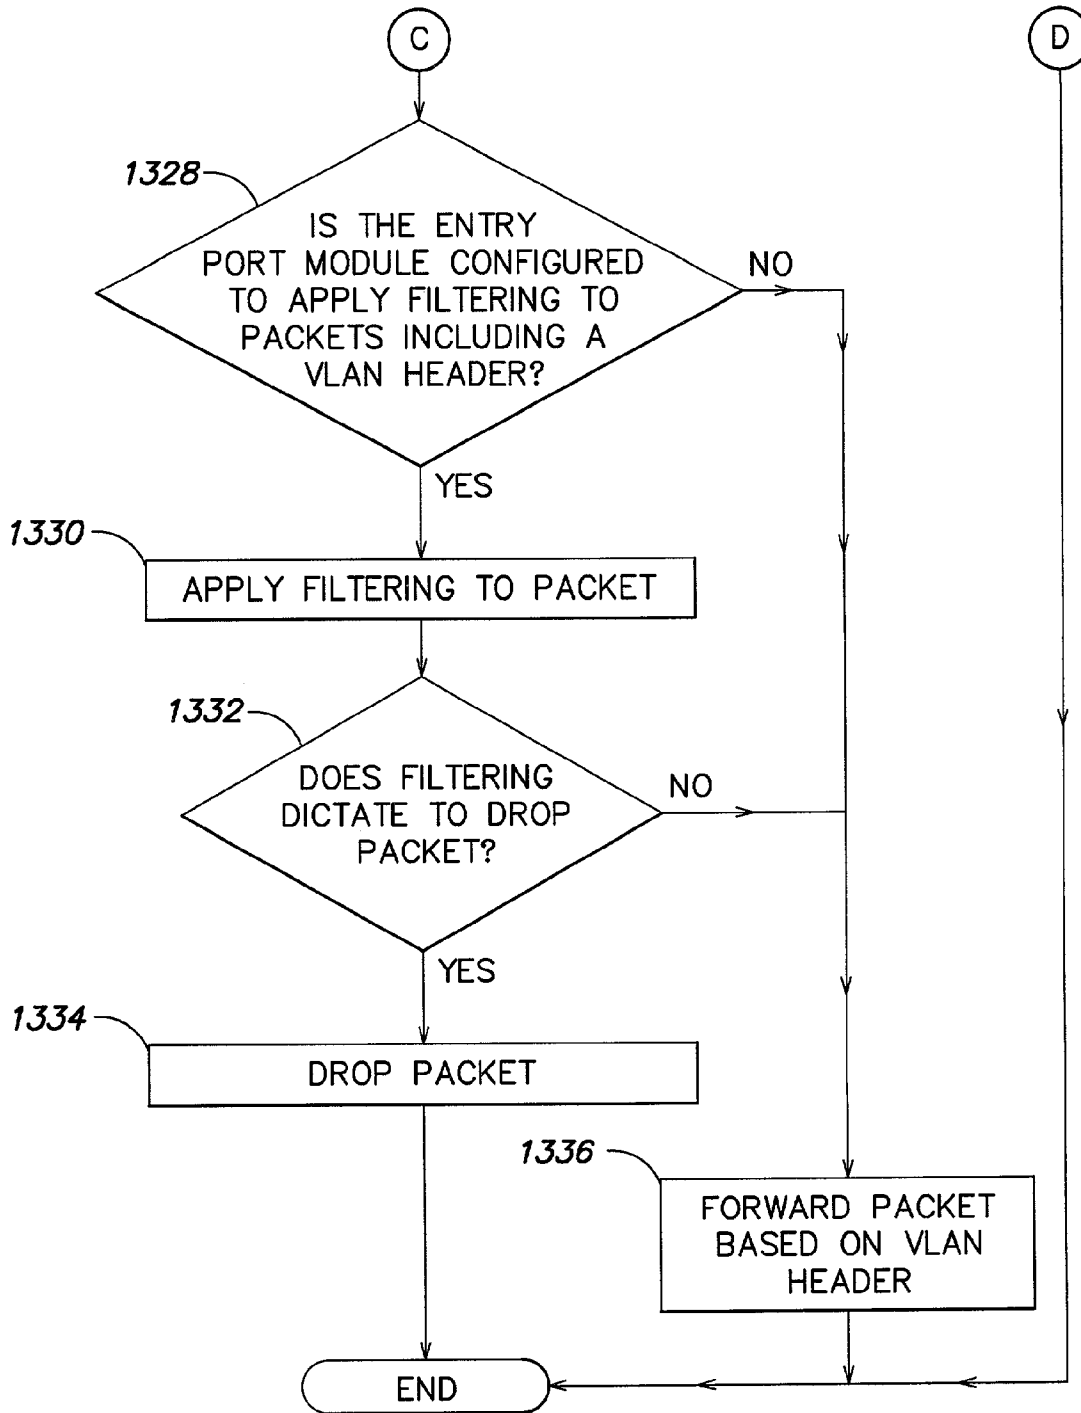 C
D
1328
IS THE ENTRY
PORT MODULE CONFIGURED
TO APPLY FILTERING TO
PACKETS INCLUDING A
VLAN HEADER?
NO
YES
1330
APPLY FILTERING TO PACKET
1332
DOES FILTERING
DICTATE TO DROP
PACKET?
NO
YES
1334
DROP PACKET
1336
FORWARD PACKET
BASED ON VLAN
HEADER
END